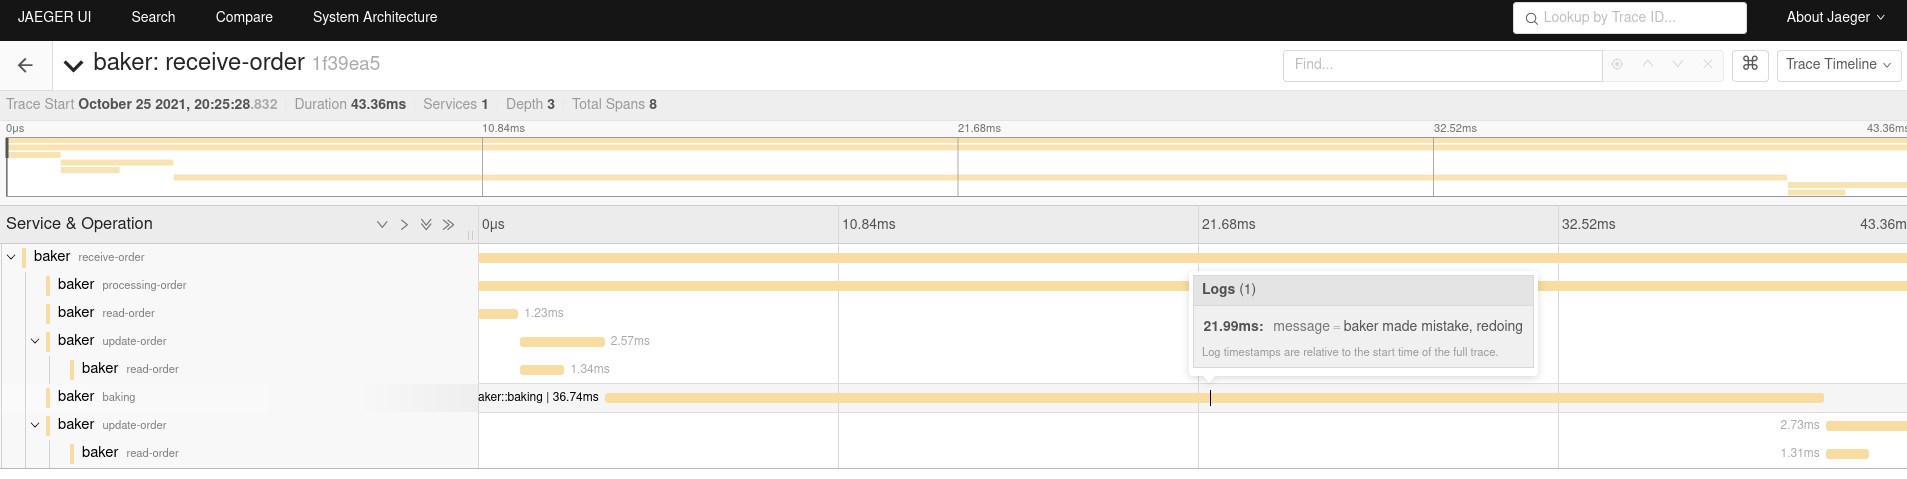 JAEGER UI Search Compare System Architecture Lookup by Trace ID... About Jaeger
baker: receive-order 1f39ea5 Find... ⌘ Trace Timeline
Trace Start October 25 2021, 20:25:28.832 Duration 43.36ms Services 1 Depth 3 Total Spans 8
0μs 10.84ms 21.68ms 32.52ms 43.36ms
Service & Operation 0μs 10.84ms 21.68ms 32.52ms 43.36m
baker receive-order
baker processing-order
Logs (1)
baker read-order 1.23ms
21.99ms: message = baker made mistake, redoing
baker update-order 2.57ms
Log timestamps are relative to the start time of the full trace.
baker read-order 1.34ms
baker baking aker::baking | 36.74ms
baker update-order 2.73ms
baker read-order 1.31ms